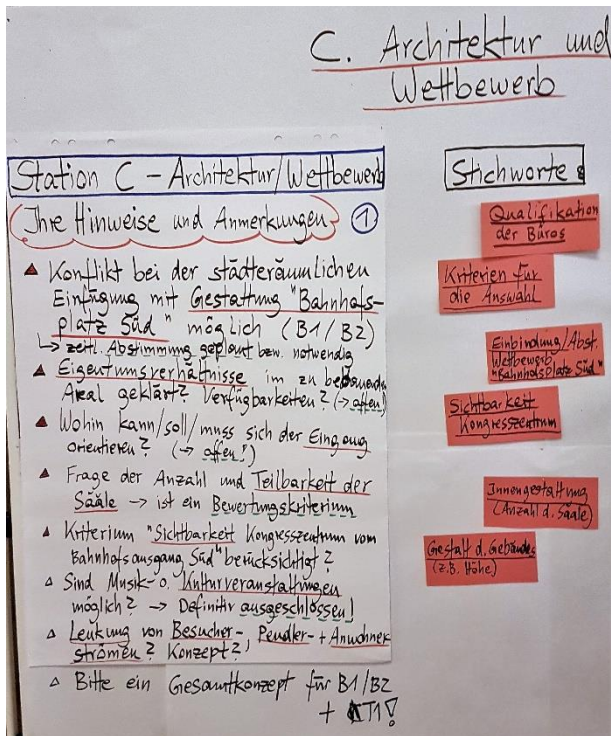 C. Architektur und
Wettbewerb
Station C – Architektur/Wettbewerb
Ihre Hinweise und Anmerkungen
1
Konflikt bei der städteräumlichen
Einfügung mit Gestaltung "Bahnhofs-
platz Süd" möglich (B1/B2)
↳ zeitl. Abstimmung geplant bzw. notwendig
Eigentumsverhältnisse im zu bebauenden
Areal geklärt? Verfügbarkeiten? (→ offen!)
Wohin kann/soll/muss sich der Eingang
orientieren? (→ offen!)
Frage der Anzahl und Teilbarkeit der
Sääle → ist ein Bewertungskriterium
Kriterium "Sichtbarkeit Kongresszentrum vom
Bahnhofsausgang Süd" berücksichtigt?
Sind Musik- o. Kulturveranstaltungen
möglich? → Definitiv ausgeschlossen!
Lenkung von Besucher- Pendler- + Anwohner
strömen? Konzept?
Bitte ein Gesamtkonzept für B1/B2
+ T1!
Stichworte:
Qualifikation
der Büros
Kriterien für
die Auswahl
Einbindung/Abst.
Wettbewerb
"Bahnhofsplatz Süd"
Sichtbarkeit
Kongresszentrum
Innengestaltung
(Anzahl d. Sääle)
Gestalt d. Gebäudes
(z.B. Höhe)